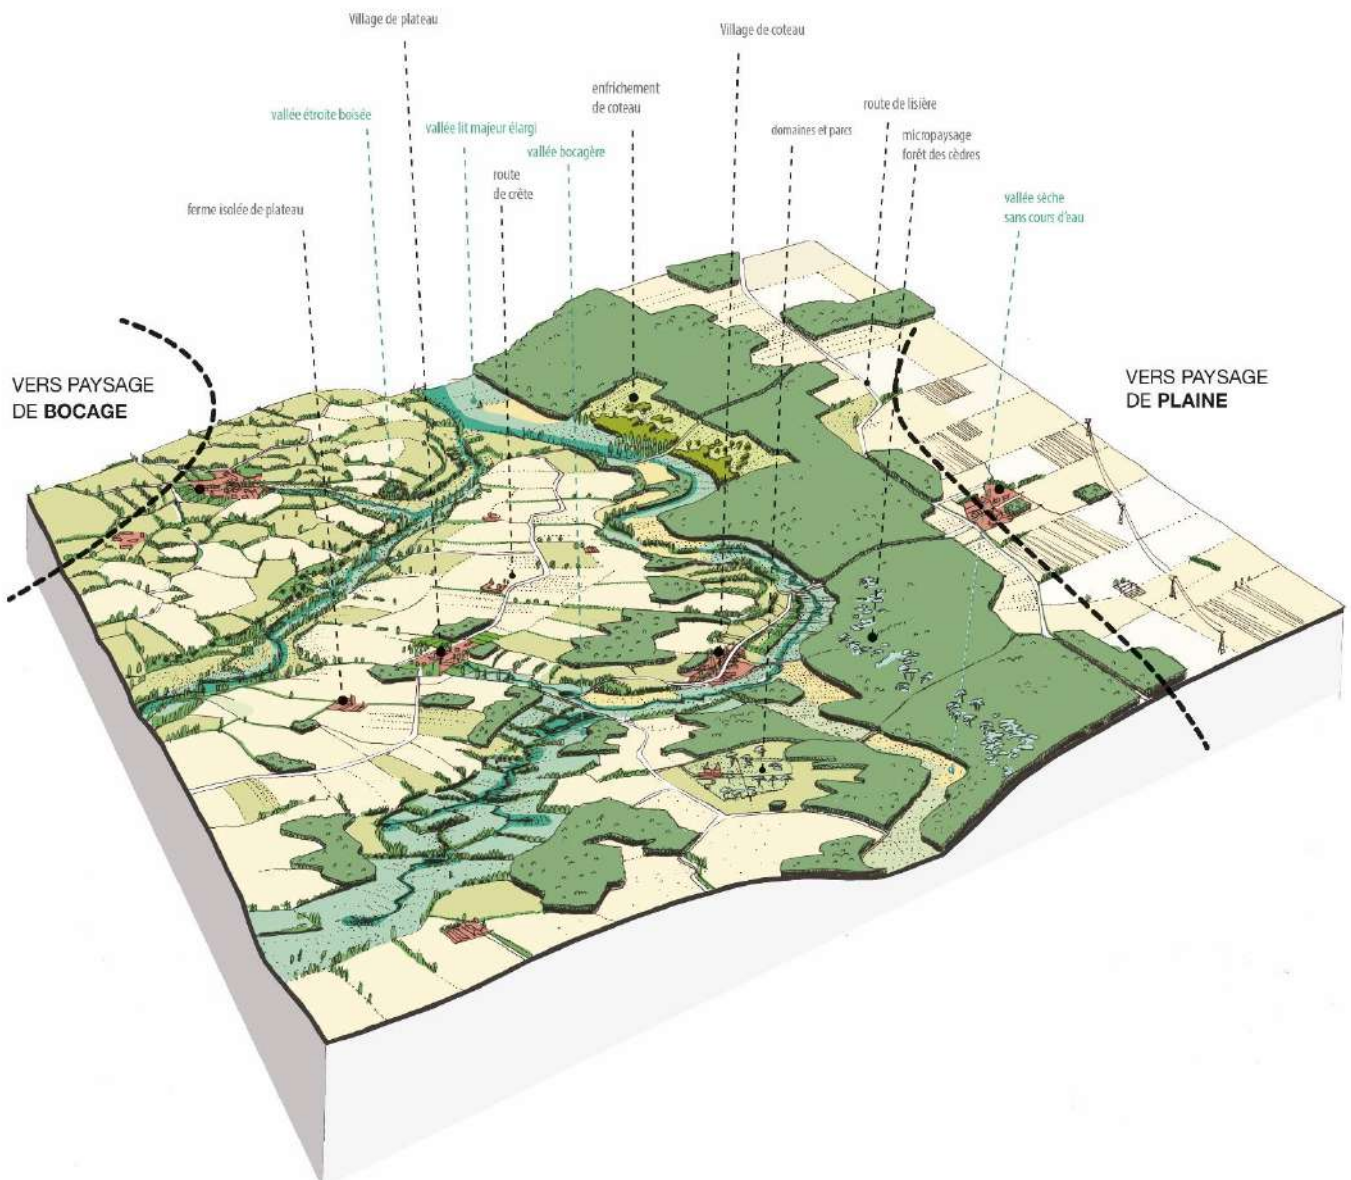 Village de plateau
Village de coteau
enfrichement
de coteau
route de lisière
vallée étroite boisée
vallée lit majeur élargi
domaines et parcs
micropaysage
forêt des cèdres
vallée bocagère
route
de crête
vallée sèche
sans cours d'eau
ferme isolée de plateau
VERS PAYSAGE
DE BOCAGE
VERS PAYSAGE
DE PLAINE